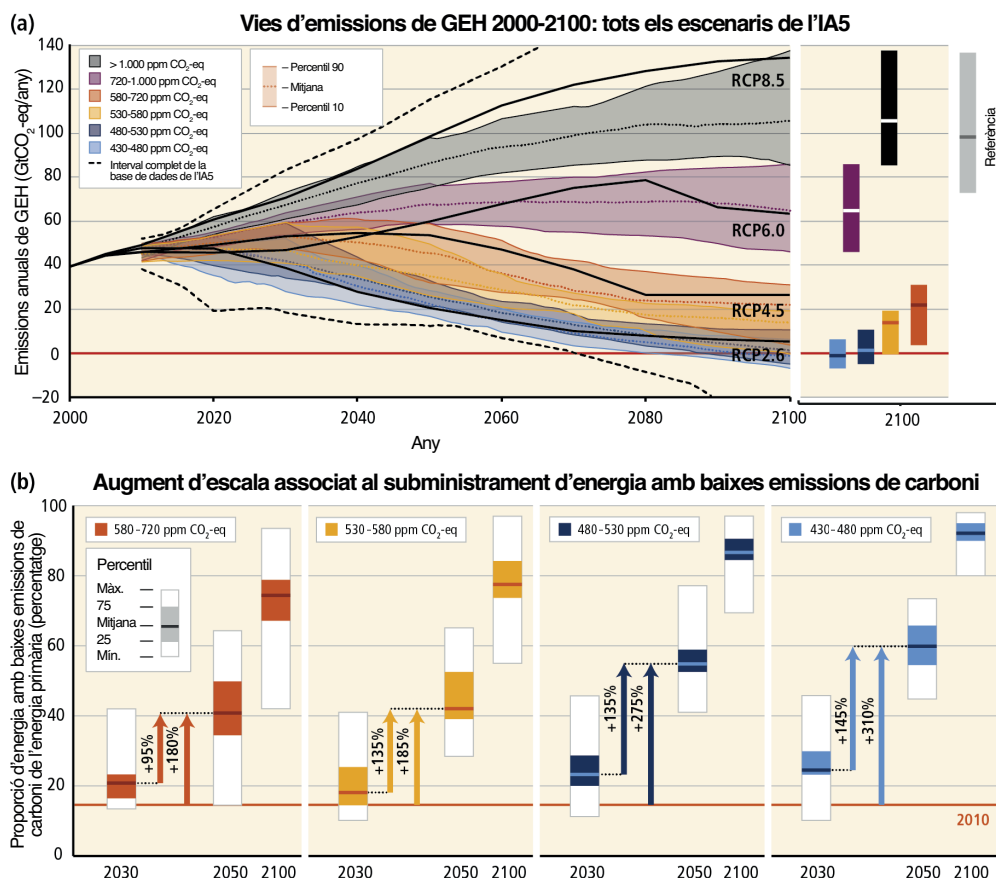 (a)
Vies d’emissions de GEH 2000-2100: tots els escenaris de l’IA5
Emissions anuals de GEH (GtCO2-eq/any)
140
120
100
80
60
40
20
0
−20
> 1.000 ppm CO2-eq
720-1.000 ppm CO2-eq
580-720 ppm CO2-eq
530-580 ppm CO2-eq
480-530 ppm CO2-eq
430-480 ppm CO2-eq
Interval complet de la
base de dades de l’IA5
– Percentil 90
– Mitjana
– Percentil 10
RCP8.5
RCP6.0
RCP4.5
RCP2.6
2000
2020
2040
2060
2080
2100
Any
2100
Referència
(b)
Augment d’escala associat al subministrament d’energia amb baixes emissions de carboni
Proporció d’energia amb baixes emissions de
carboni de l’energia primària (percentatge)
100
80
60
40
20
0
580-720 ppm CO2-eq
Percentil
Màx.
75
Mitjana
25
Mín.
+95%
+180%
2030
2050
2100
530-580 ppm CO2-eq
+135%
+185%
2030
2050
2100
480-530 ppm CO2-eq
+135%
+275%
2030
2050
2100
430-480 ppm CO2-eq
+145%
+310%
2010
2030
2050
2100